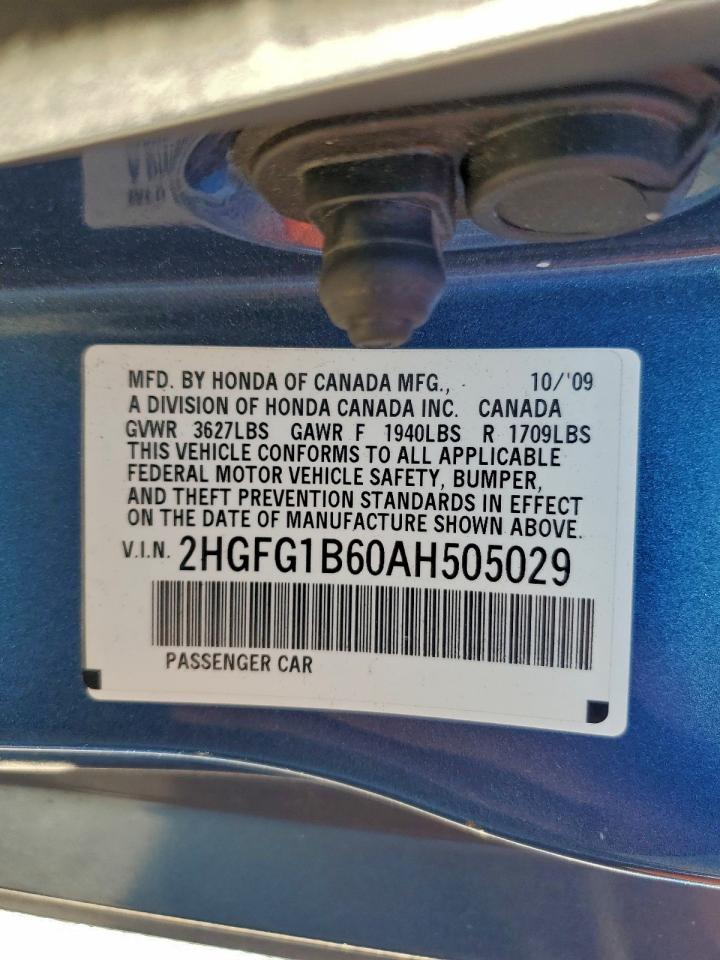 MFD. BY HONDA OF CANADA MFG., 10/'09
A DIVISION OF HONDA CANADA INC. CANADA
GVWR 3627LBS GAWR F 1940LBS R 1709LBS
THIS VEHICLE CONFORMS TO ALL APPLICABLE
FEDERAL MOTOR VEHICLE SAFETY, BUMPER,
AND THEFT PREVENTION STANDARDS IN EFFECT
ON THE DATE OF MANUFACTURE SHOWN ABOVE.
V.I.N. 2HGFG1B60AH505029
PASSENGER CAR